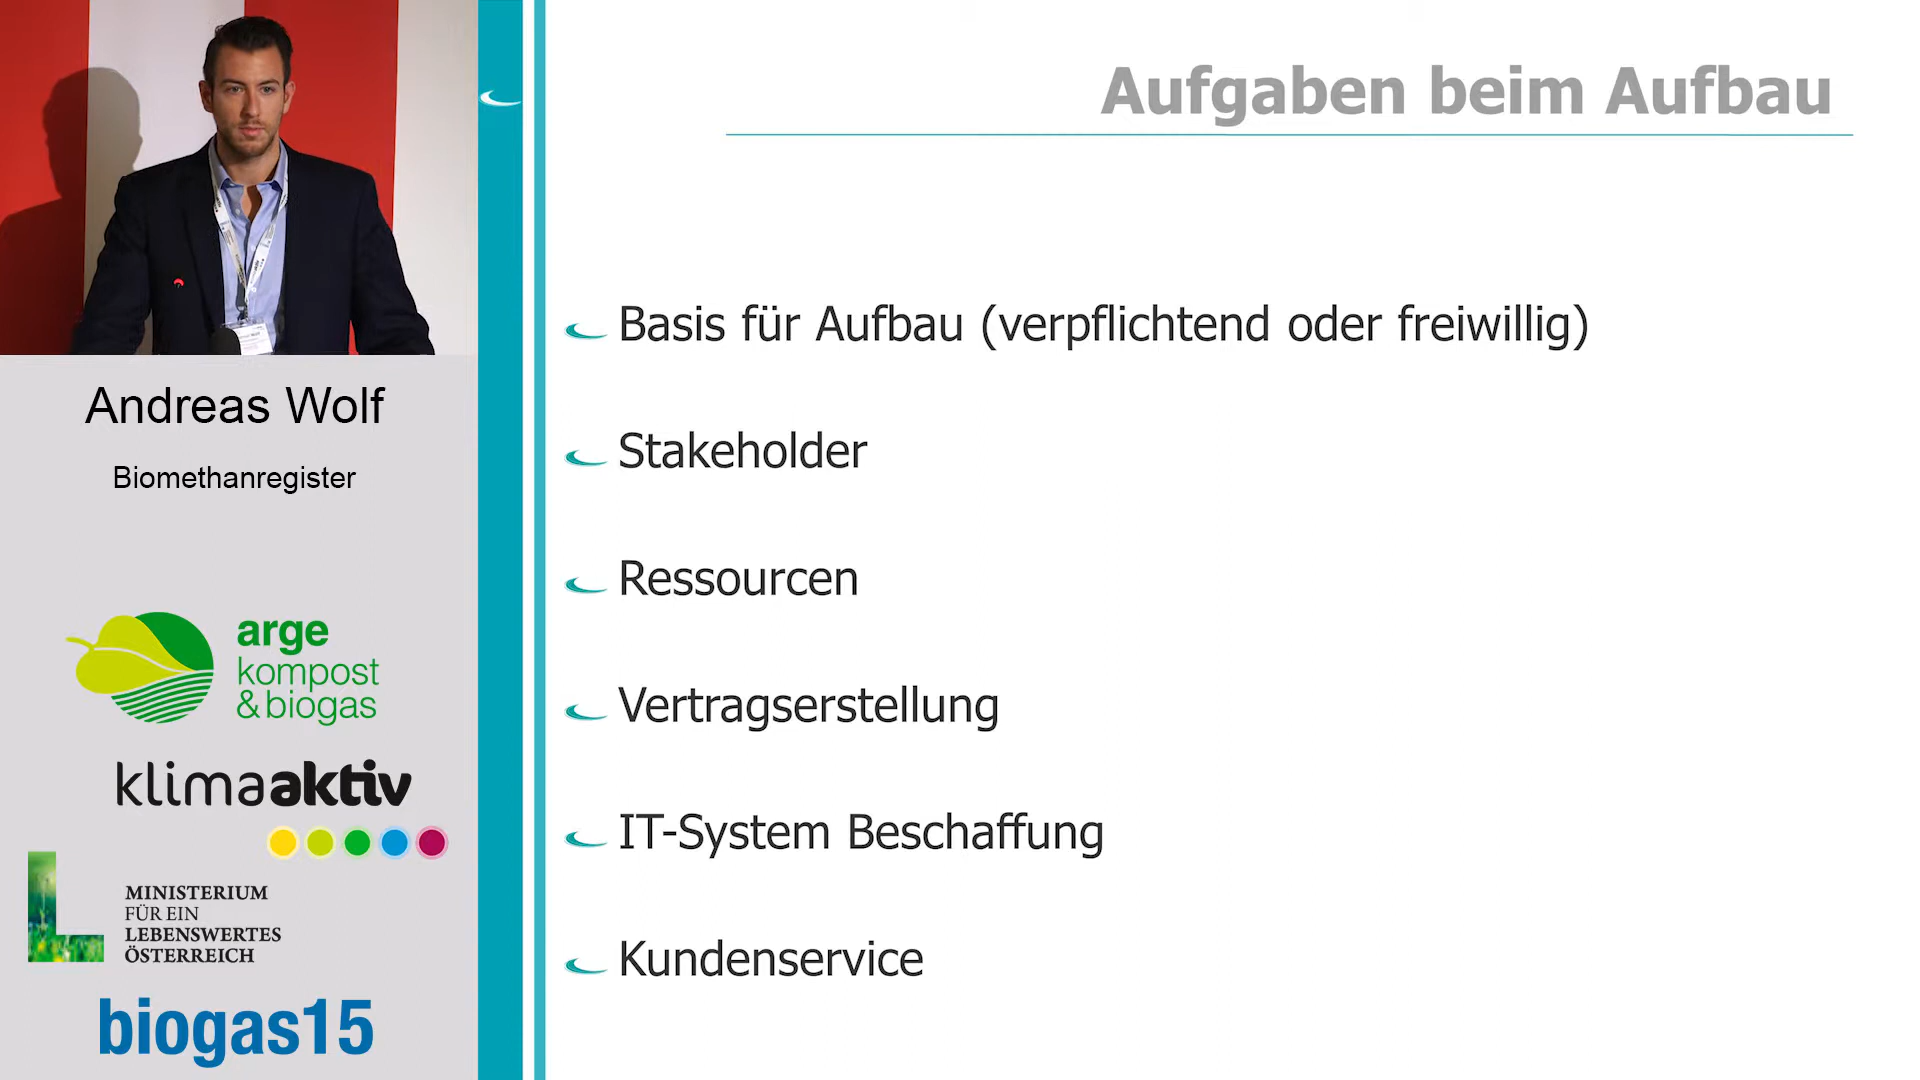 Andreas Wolf
Biomethanregister
arge
kompost
& biogas
klimaaktiv
MINISTERIUM
FÜR EIN
LEBENSWERTES
ÖSTERREICH
biogas15
Aufgaben beim Aufbau
Basis für Aufbau (verpflichtend oder freiwillig)
Stakeholder
Ressourcen
Vertragserstellung
IT-System Beschaffung
Kundenservice